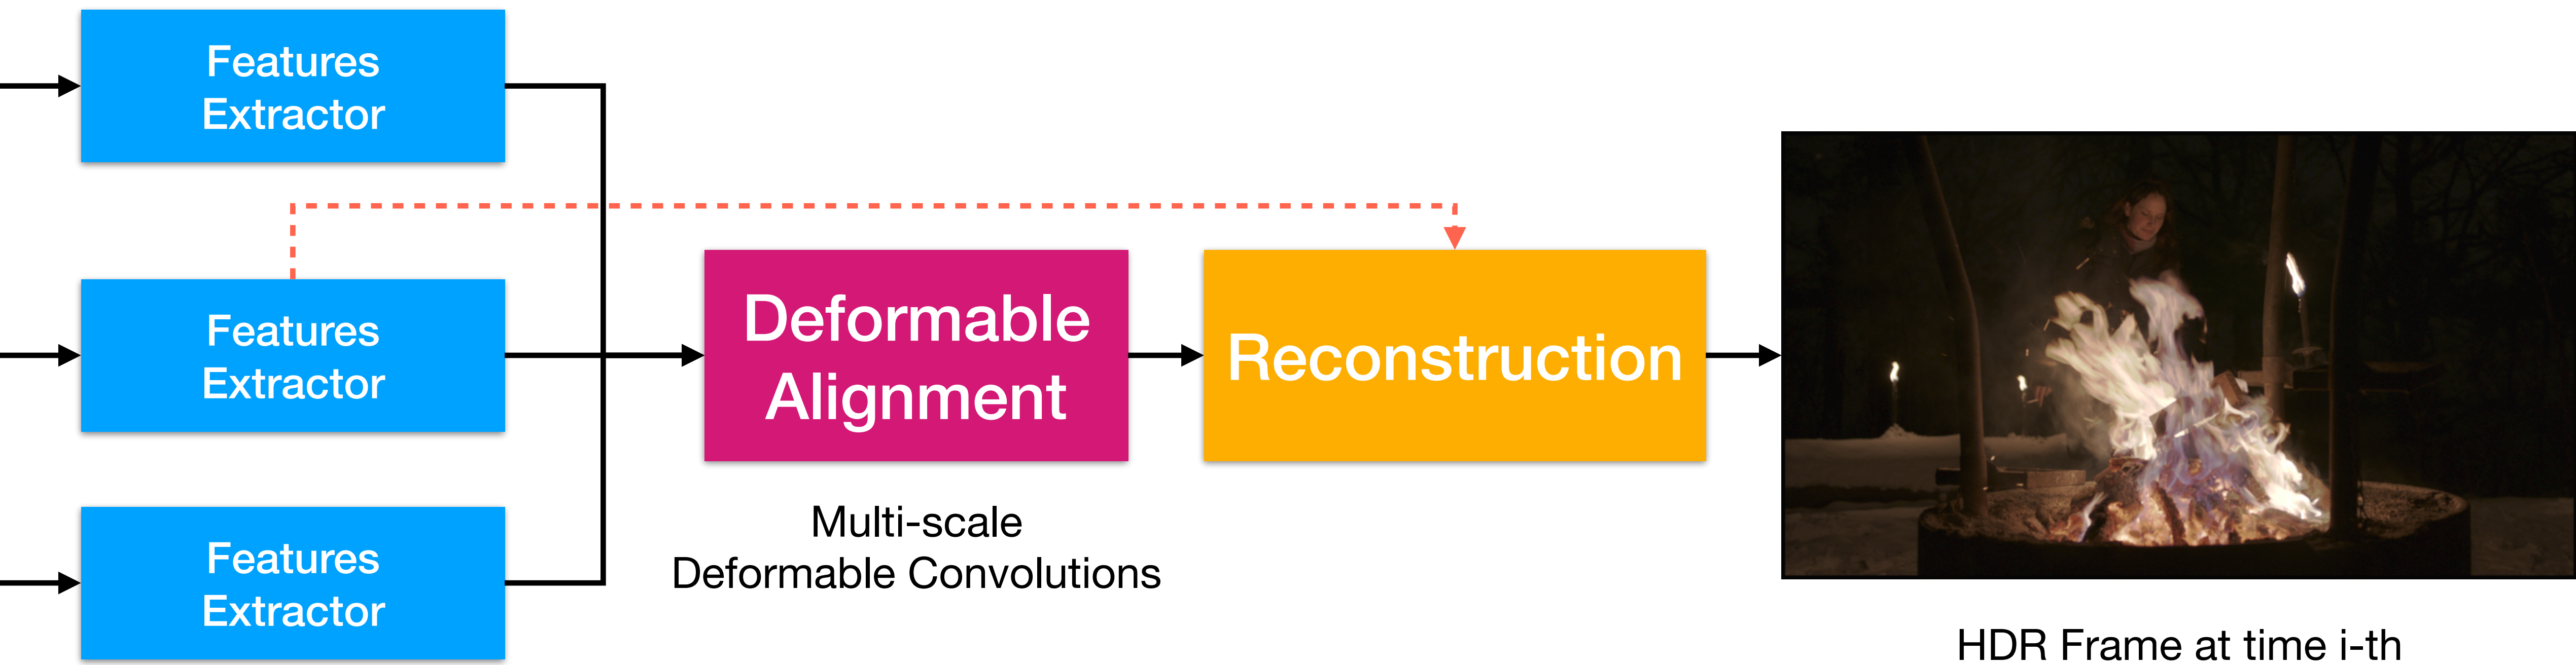 Features
Extractor
Features
Extractor
Features
Extractor
Deformable
Alignment
Multi-scale
Deformable Convolutions
Reconstruction
HDR Frame at time i-th